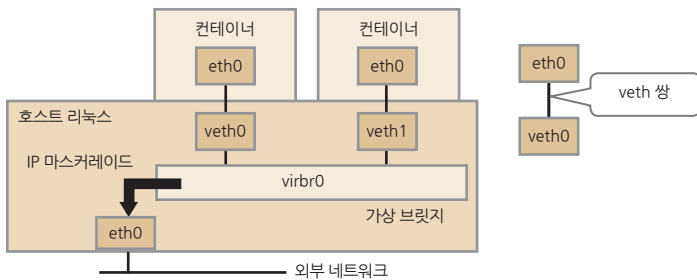 컨테이너
컨테이너
eth0
eth0
호스트 리눅스
veth0
veth1
IP 마스커레이드
virbr0
가상 브릿지
eth0
외부 네트워크
eth0
veth 쌍
veth0